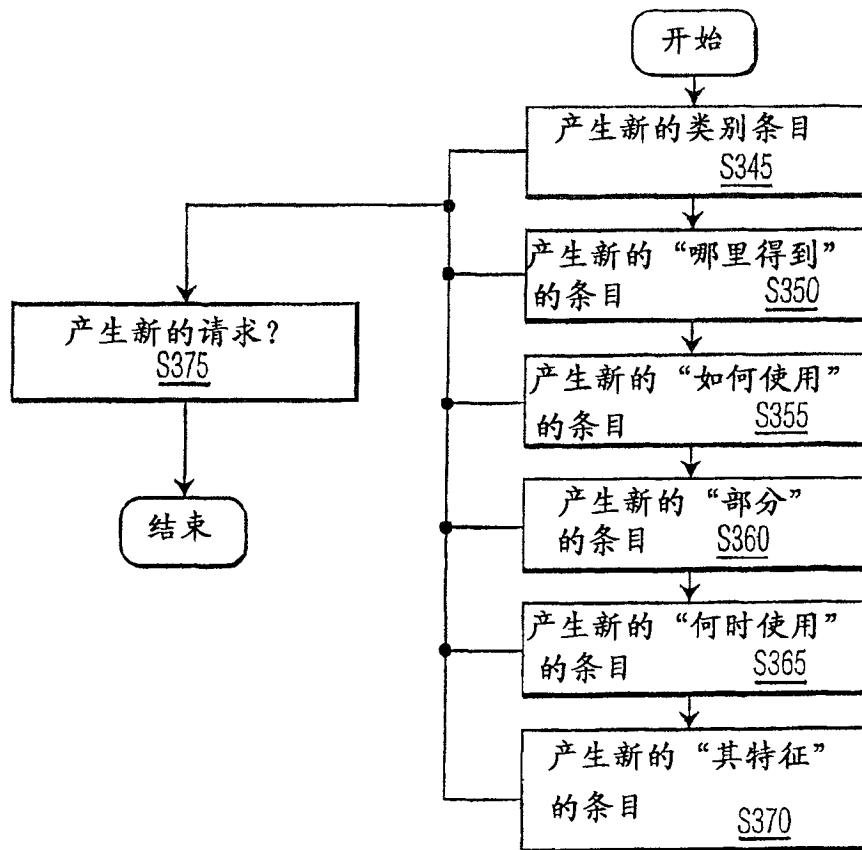 开始
产生新的类别条目
S345
产生新的“哪里得到”
的条目 S350
产生新的“如何使用”
的条目 S355
产生新的“部分”
的条目 S360
产生新的“何时使用”
的条目 S365
产生新的“其特征”
的条目
S370
产生新的请求?
S375
结束